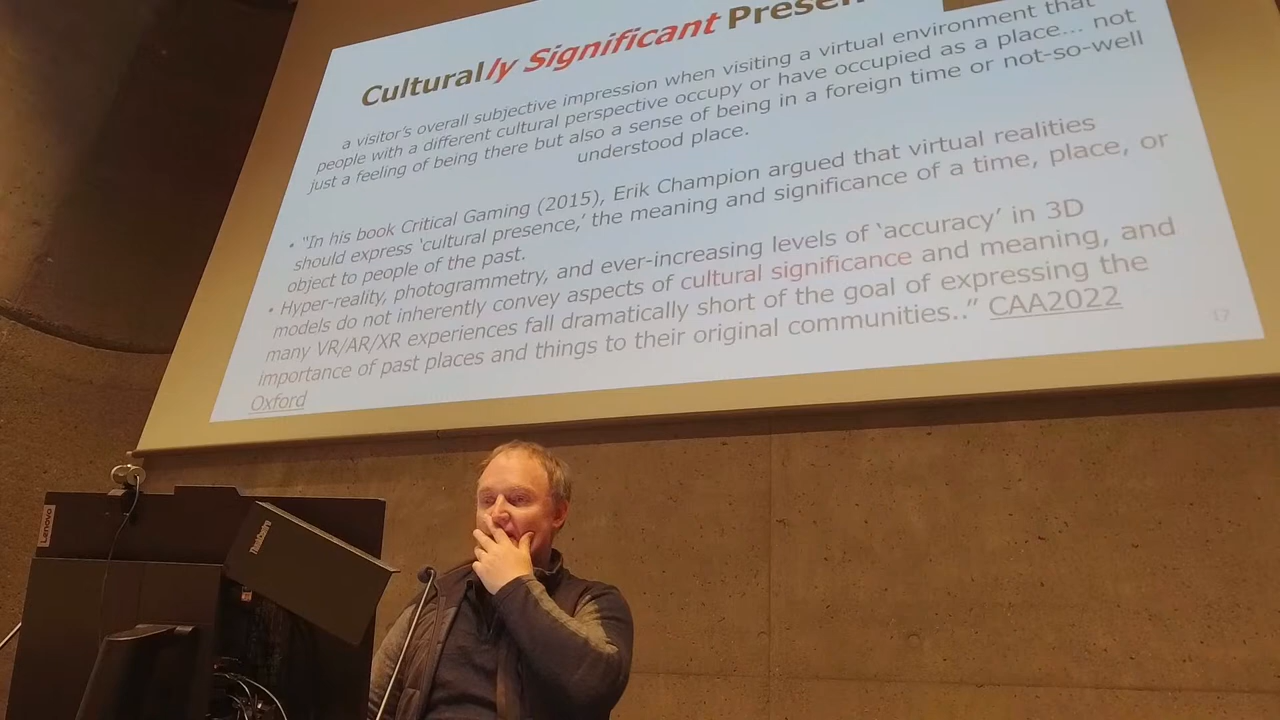 Culturally Significant
a visitor's overall subjective impression when visiting a virtual environment that
people with a different cultural perspective occupy or have occupied as a place... not
just a feeling of being there but also a sense of being in a foreign time or not-so-well
understood place.
• "In his book Critical Gaming (2015), Erik Champion argued that virtual realities
should express 'cultural presence,' the meaning and significance of a time, place, or
object to people of the past.
• Hyper-reality, photogrammetry, and ever-increasing levels of 'accuracy' in 3D
models do not inherently convey aspects of cultural significance and meaning, and
many VR/AR/XR experiences fall dramatically short of the goal of expressing the
importance of past places and things to their original communities.." CAA2022
Oxford
17
Lenovo
ThinkCentre